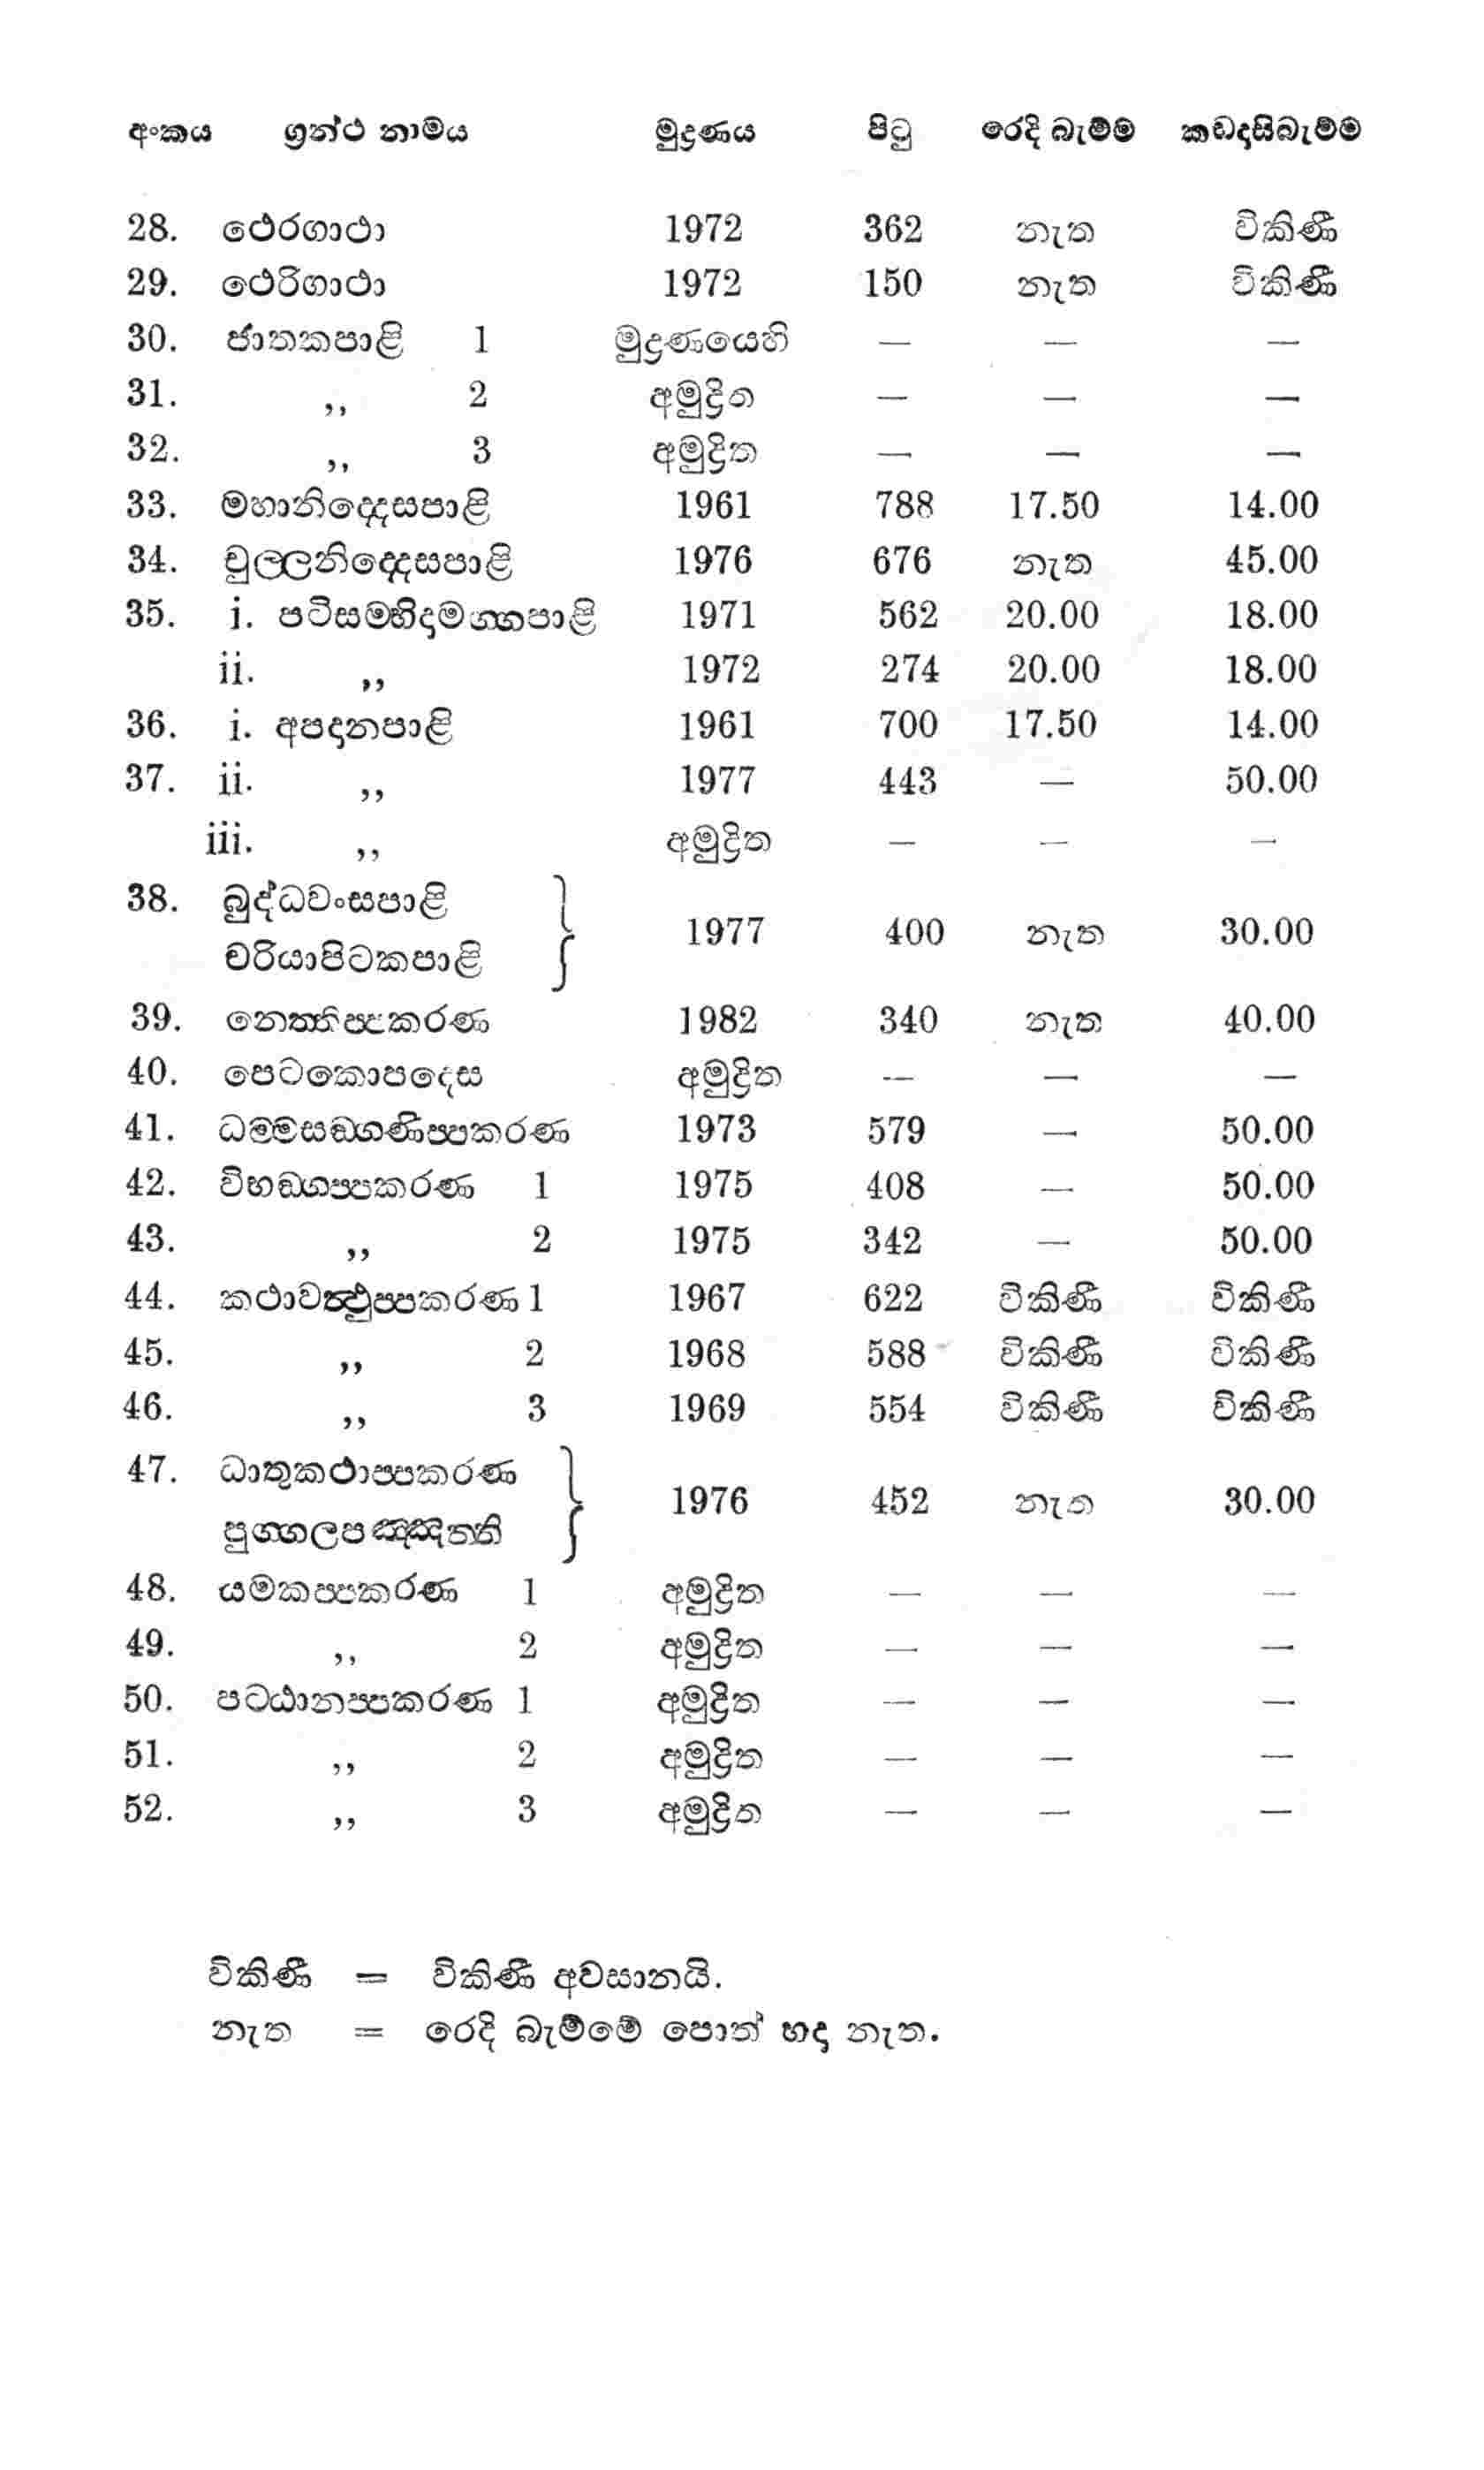 අංකය ග්‍රන්ථ නාමය මුද්‍රණය පිටු රෙදි බැම්ම කඩදාසිබැම්ම
28. ථෙරගාථා 1972 362 නැත විකිණී
29. ථෙරිගාථා 1972 150 නැත විකිණී
30. ජාතකපාළි 1 මුද්‍රණයෙහි — — —
31. ,, 2 අමුද්‍රිත — — —
32. ,, 3 අමුද්‍රිත — — —
33. මහානිද්දෙසපාළි 1961 788 17.50 14.00
34. චුල්ලනිද්දෙසපාළි 1976 676 නැත 45.00
35. i. පටිසම්භිදාමග්ගපාළි 1971 562 20.00 18.00
ii. ,, 1972 274 20.00 18.00
36. i. අපදානපාළි 1961 700 17.50 14.00
37. ii. ,, 1977 443 — 50.00
iii. ,, අමුද්‍රිත — — —
38. බුද්ධවංසපාළි
චරියාපිටකපාළි } 1977 400 නැත 30.00
39. නෙත්තිප්පකරණ 1982 340 නැත 40.00
40. පෙටකොපදෙස අමුද්‍රිත — — —
41. ධම්මසඞ්ගණිප්පකරණ 1973 579 — 50.00
42. විභඞ්ගප්පකරණ 1 1975 408 — 50.00
43. ,, 2 1975 342 — 50.00
44. කථාවත්ථුප්පකරණ 1 1967 622 විකිණී විකිණී
45. ,, 2 1968 588 විකිණී විකිණී
46. ,, 3 1969 554 විකිණී විකිණී
47. ධාතුකථාප්පකරණ
පුග්ගලපඤ්ඤත්ති } 1976 452 නැත 30.00
48. යමකප්පකරණ 1 අමුද්‍රිත — — —
49. ,, 2 අමුද්‍රිත — — —
50. පට්ඨානප්පකරණ 1 අමුද්‍රිත — — —
51. ,, 2 අමුද්‍රිත — — —
52. ,, 3 අමුද්‍රිත — — —
විකිණී = විකිණී අවසානයි.
නැත = රෙදි බැම්මේ පොත් හදා නැත.